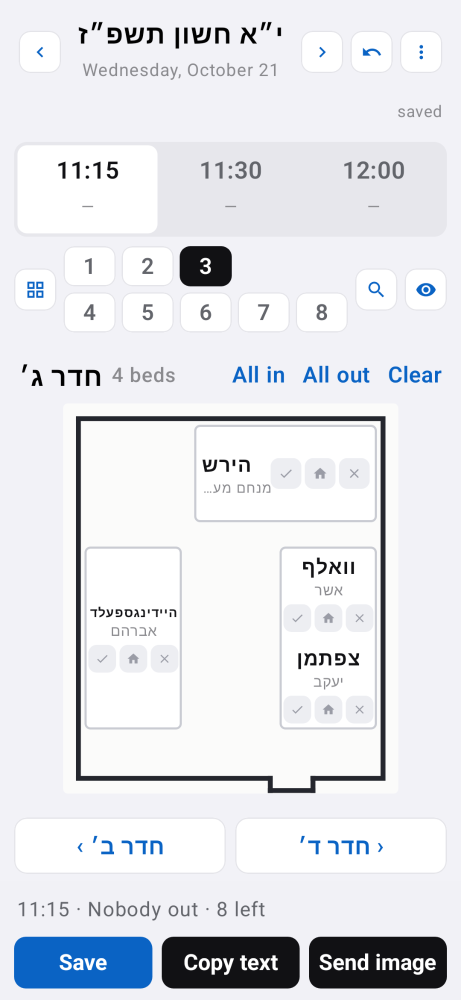 י״א חשון תשפ״ז
Wednesday, October 21
saved
11:15 11:30 12:00
– – –
1 2 3
4 5 6 7 8
חדר ג׳ 4 beds All in All out Clear
הירש
מנחם מע...
וואלף
אשר
היידינגספעלד
אברהם
צפתמן
יעקב
‹ חדר ב׳ חדר ד׳ ›
11:15 · Nobody out · 8 left
Save Copy text Send image